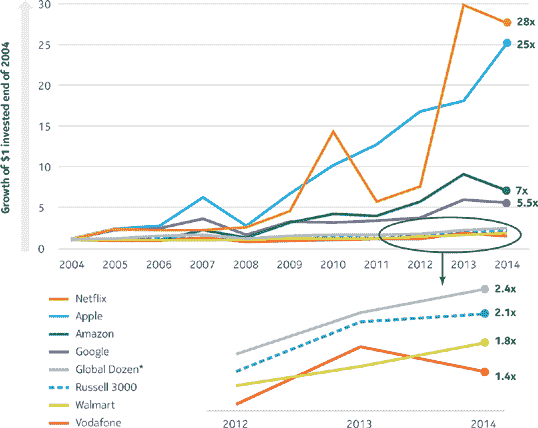 Growth of $1 invested end of 2004
30
25
20
15
10
5
0
28x
25x
7x
5.5x
2004 2005 2006 2007 2008 2009 2010 2011 2012 2013 2014
Netflix
Apple
Amazon
Google
Global Dozen*
Russell 3000
Walmart
Vodafone
2.4x
2.1x
1.8x
1.4x
2012 2013 2014